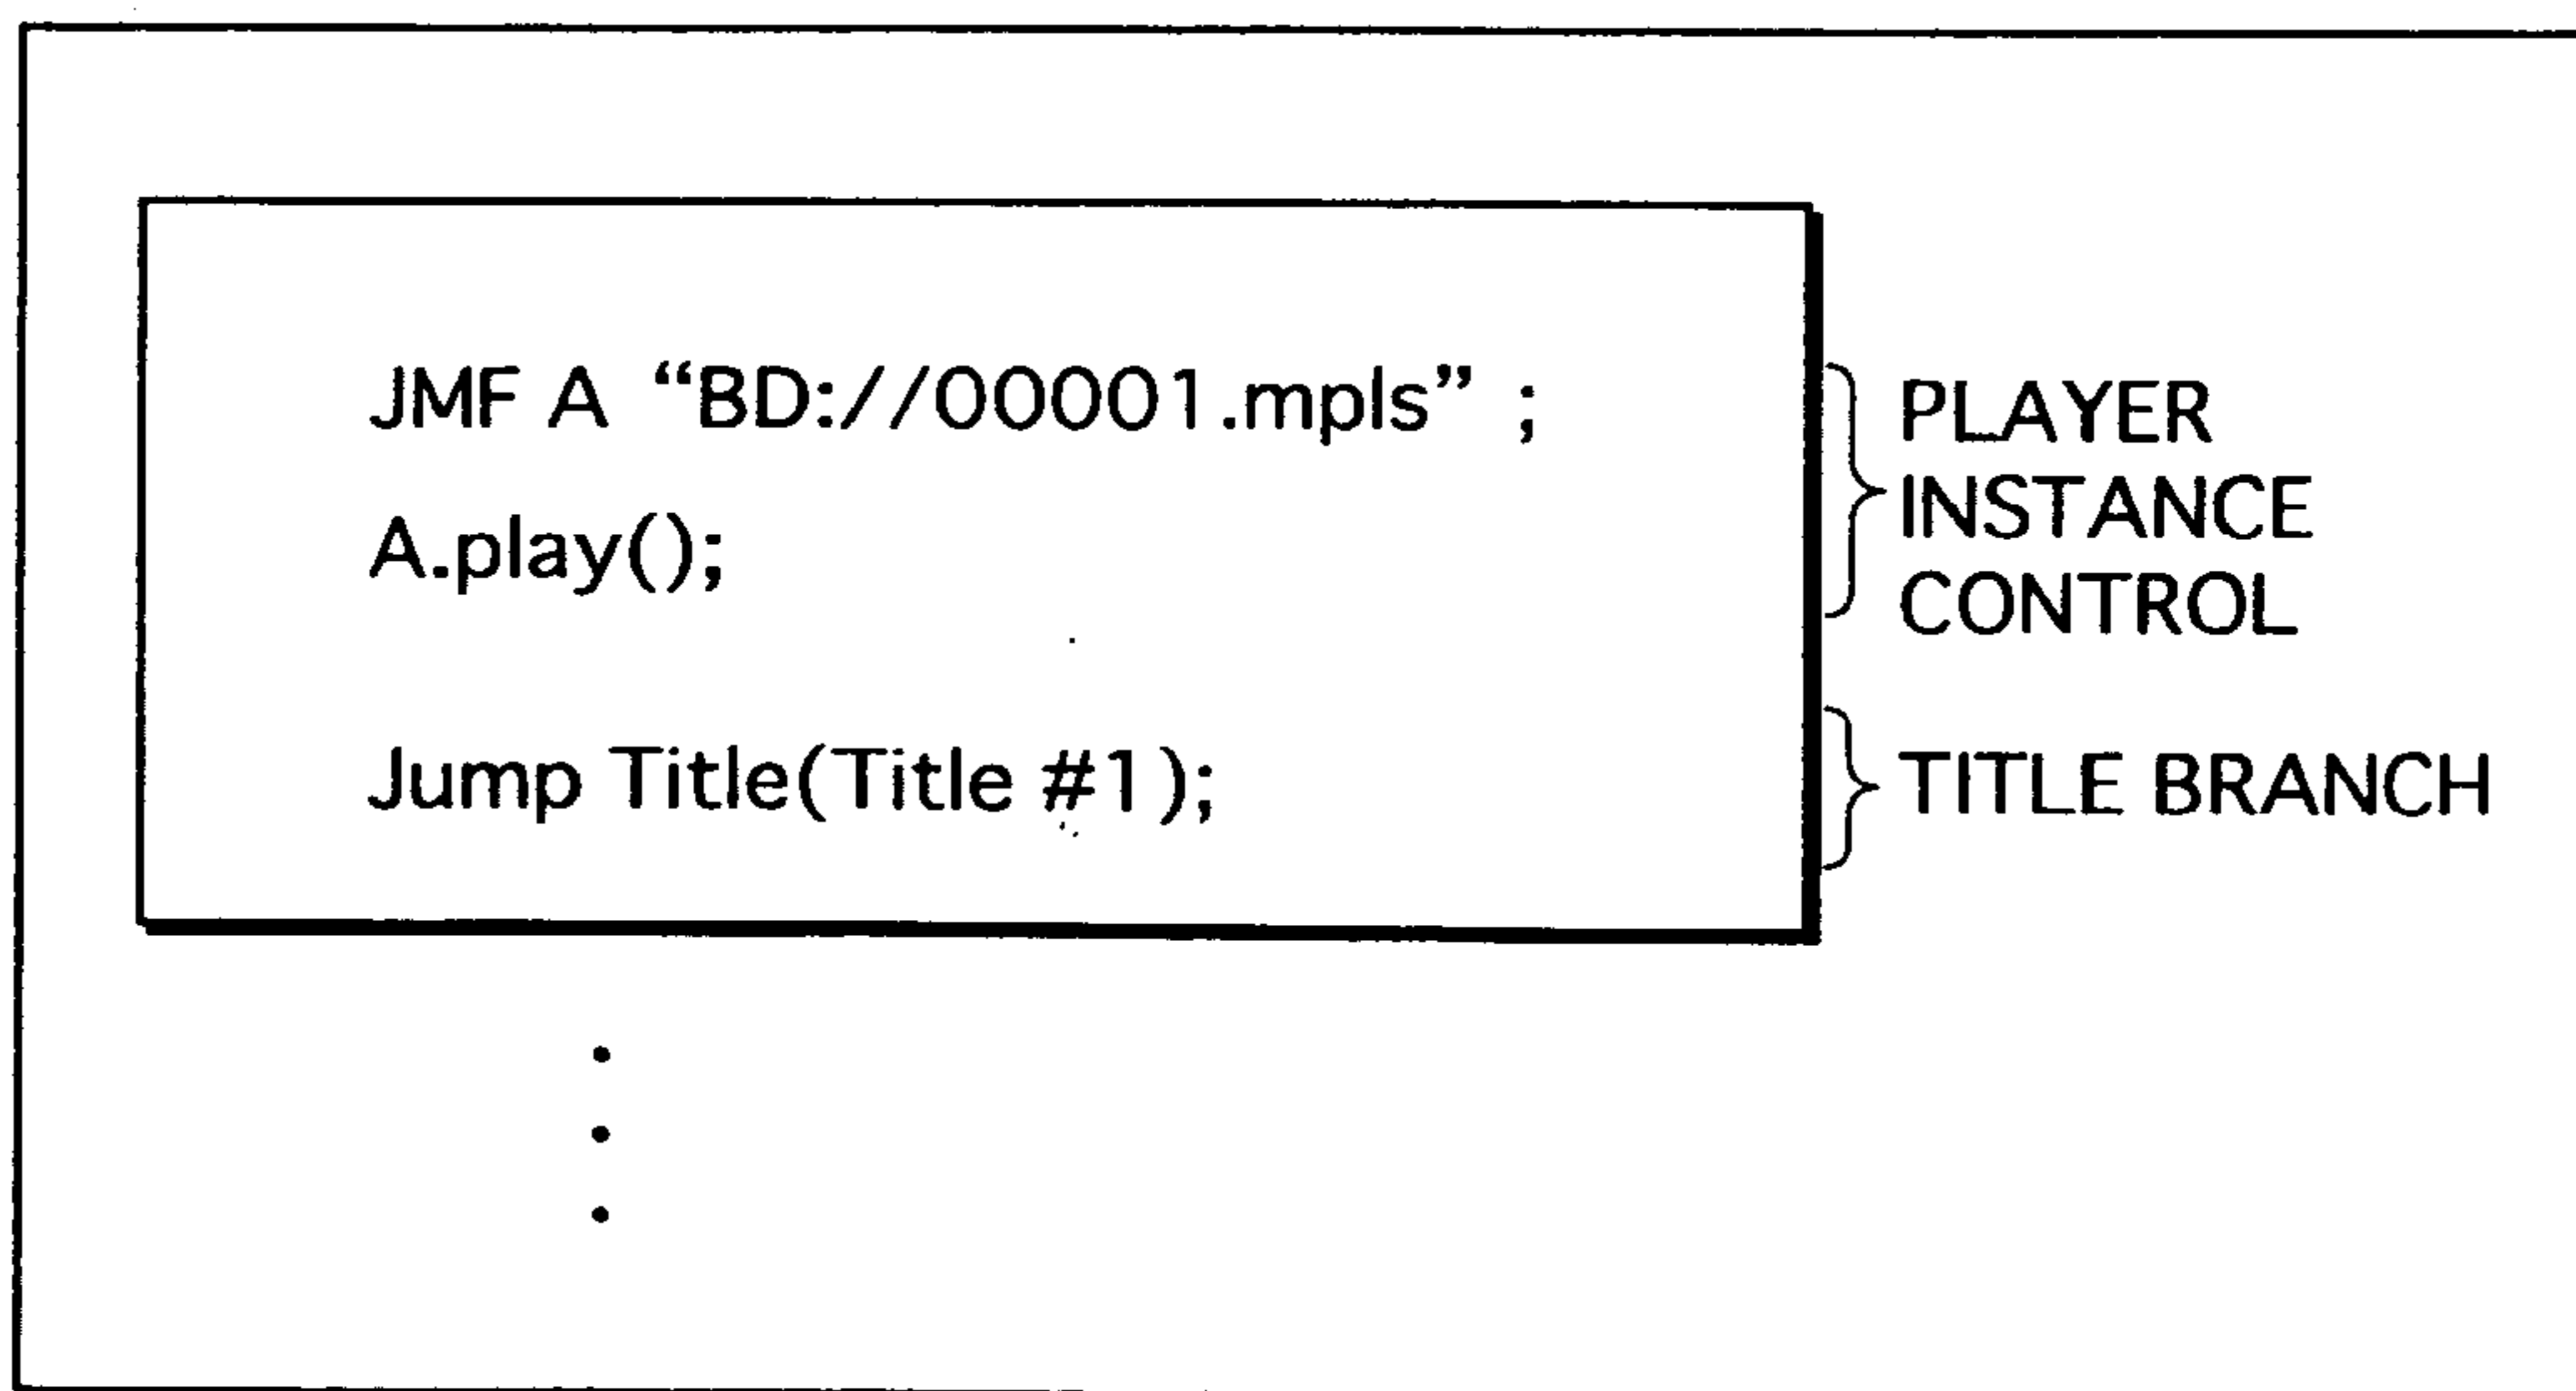 JMF A “BD://00001.mpls” ;
A.play();
Jump Title(Title #1);
PLAYER
INSTANCE
CONTROL
TITLE BRANCH